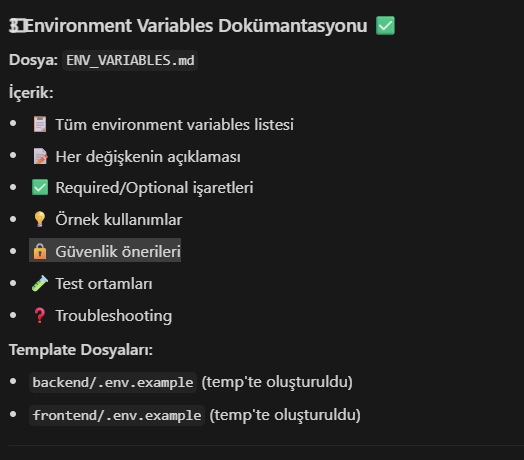 3️⃣ Environment Variables Dokümantasyonu ✅
Dosya: ENV_VARIABLES.md
İçerik:
• 📋 Tüm environment variables listesi
• 📝 Her değişkenin açıklaması
• ✅ Required/Optional işaretleri
• 💡 Örnek kullanımlar
• 🔒 Güvenlik önerileri
• 🧪 Test ortamları
• ❓ Troubleshooting
Template Dosyaları:
• backend/.env.example (temp'te oluşturuldu)
• frontend/.env.example (temp'te oluşturuldu)